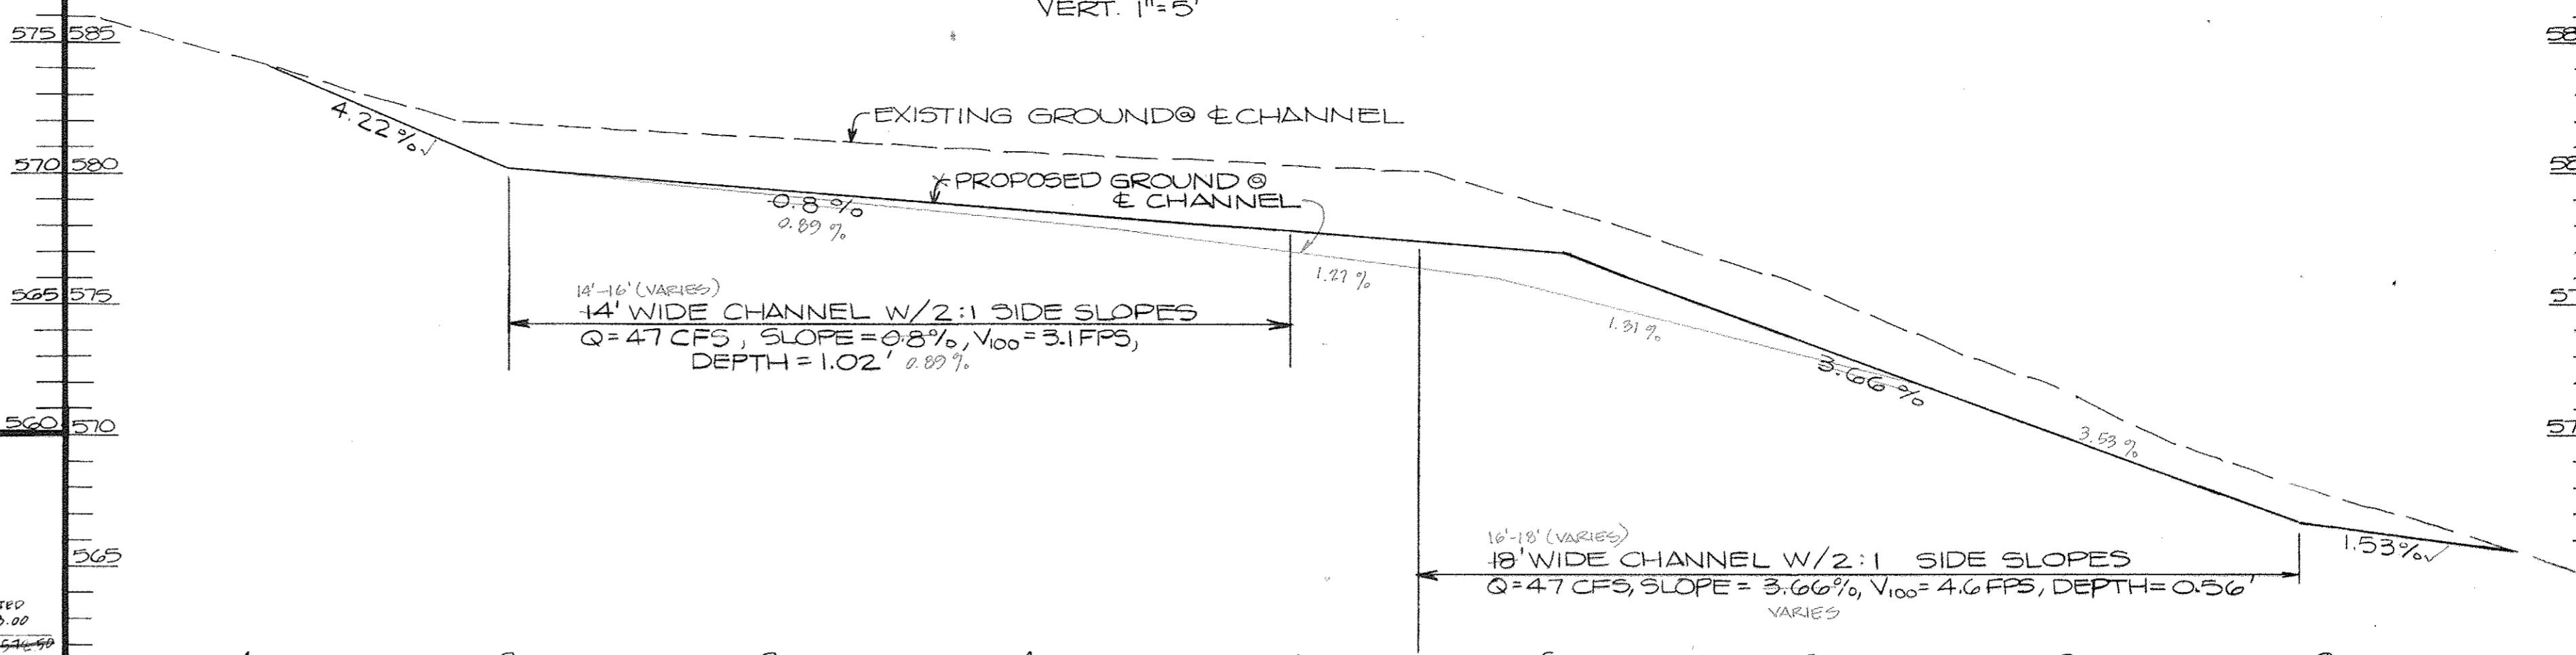 VERT. 1"=5'
575 585
EXISTING GROUND @ ℄ CHANNEL
4.22%✓
570 580
PROPOSED GROUND @
℄ CHANNEL
0.8%
0.89%
1.27%
565 575
14'-16' (VARIES)
14' WIDE CHANNEL W/2:1 SIDE SLOPES
Q=47 CFS, SLOPE=0.8%, V100=3.1 FPS,
DEPTH=1.02' 0.89%
1.31%
3.66%
560 570
3.53%
565
16'-18' (VARIES)
18' WIDE CHANNEL W/2:1 SIDE SLOPES
1.53%✓
Q=47 CFS, SLOPE=3.66%, V100=4.6 FPS, DEPTH=0.56'
VARIES